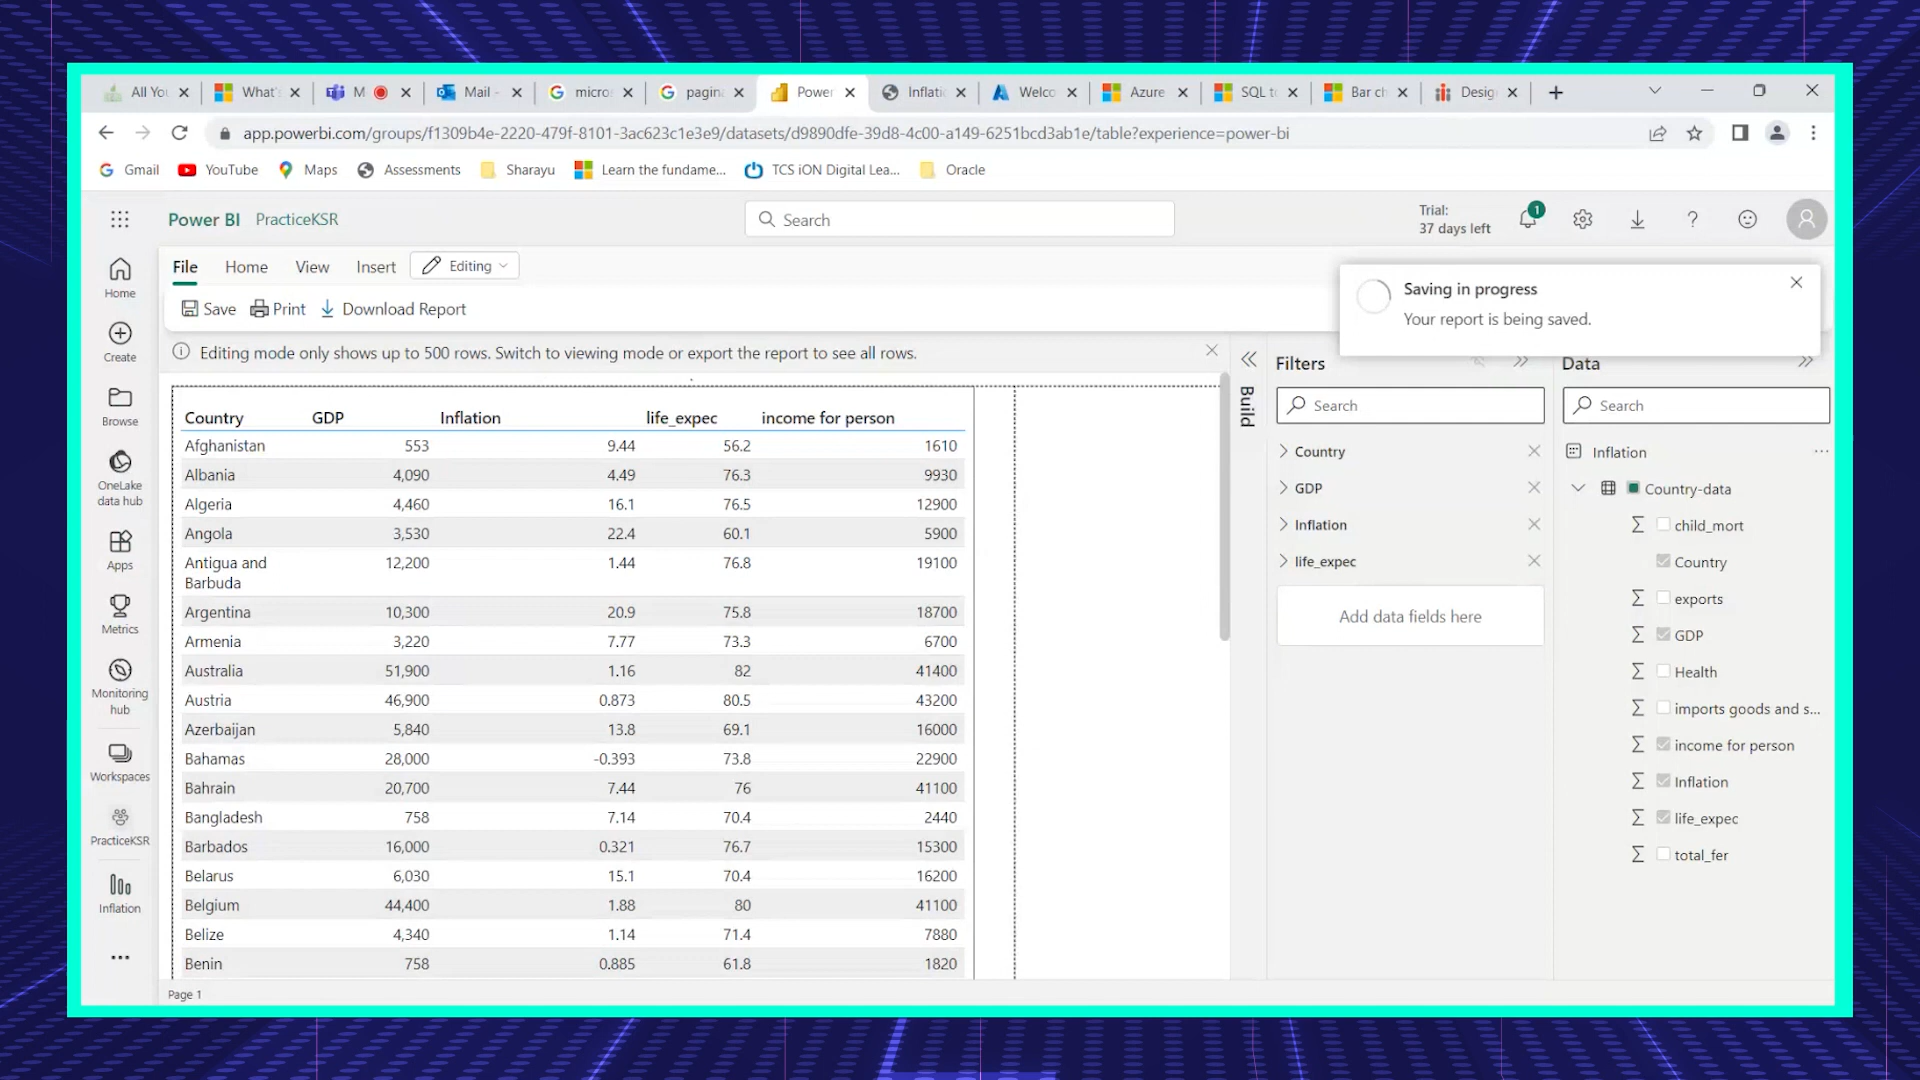 All You
What'
M
Mail -
micro
pagin
Power
Inflatio
Welco
Azure
SQL to
Bar ch
Desig
app.powerbi.com/groups/f1309b4e-2220-479f-8101-3ac623c1e3e9/datasets/d9890dfe-39d8-4c00-a149-6251bcd3ab1e/table?experience=power-bi
Gmail YouTube Maps Assessments Sharayu Learn the fundame... TCS iON Digital Lea... Oracle
Power BI PracticeKSR
Search
Trial:
37 days left
1
File Home View Insert Editing
Save Print Download Report
Saving in progress
Your report is being saved.
Editing mode only shows up to 500 rows. Switch to viewing mode or export the report to see all rows.
Home
Create
Browse
OneLake
data hub
Apps
Metrics
Monitoring
hub
Workspaces
PracticeKSR
Inflation
Country GDP Inflation life_expec income for person
Afghanistan 553 9.44 56.2 1610
Albania 4,090 4.49 76.3 9930
Algeria 4,460 16.1 76.5 12900
Angola 3,530 22.4 60.1 5900
Antigua and 12,200 1.44 76.8 19100
Barbuda
Argentina 10,300 20.9 75.8 18700
Armenia 3,220 7.77 73.3 6700
Australia 51,900 1.16 82 41400
Austria 46,900 0.873 80.5 43200
Azerbaijan 5,840 13.8 69.1 16000
Bahamas 28,000 -0.393 73.8 22900
Bahrain 20,700 7.44 76 41100
Bangladesh 758 7.14 70.4 2440
Barbados 16,000 0.321 76.7 15300
Belarus 6,030 15.1 70.4 16200
Belgium 44,400 1.88 80 41100
Belize 4,340 1.14 71.4 7880
Benin 758 0.885 61.8 1820
Page 1
Build
Filters
Search
Country
GDP
Inflation
life_expec
Add data fields here
Data
Search
Inflation
Country-data
child_mort
Country
exports
GDP
Health
imports goods and s...
income for person
Inflation
life_expec
total_fer